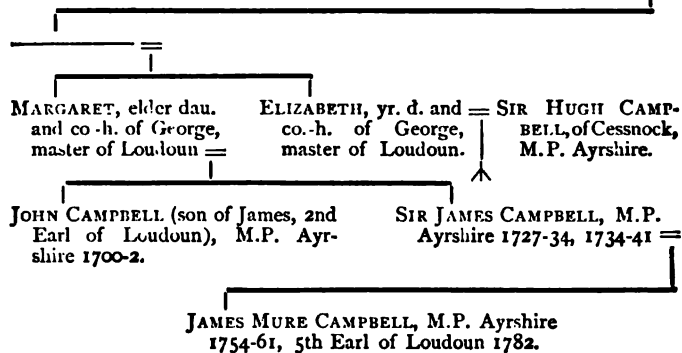 MARGARET, elder dau.
and co.-h. of George,
master of Loudoun =
ELIZABETH, yr. d. and
co.-h. of George,
master of Loudoun.
= SIR HUGH CAMP-
BELL, of Cessnock,
M.P. Ayrshire.
JOHN CAMPBELL (son of James, 2nd
Earl of Loudoun), M.P. Ayr-
shire 1700-2.
SIR JAMES CAMPBELL, M.P.
Ayrshire 1727-34, 1734-41 =
JAMES MURE CAMPBELL, M.P. Ayrshire
1754-61, 5th Earl of Loudoun 1782.